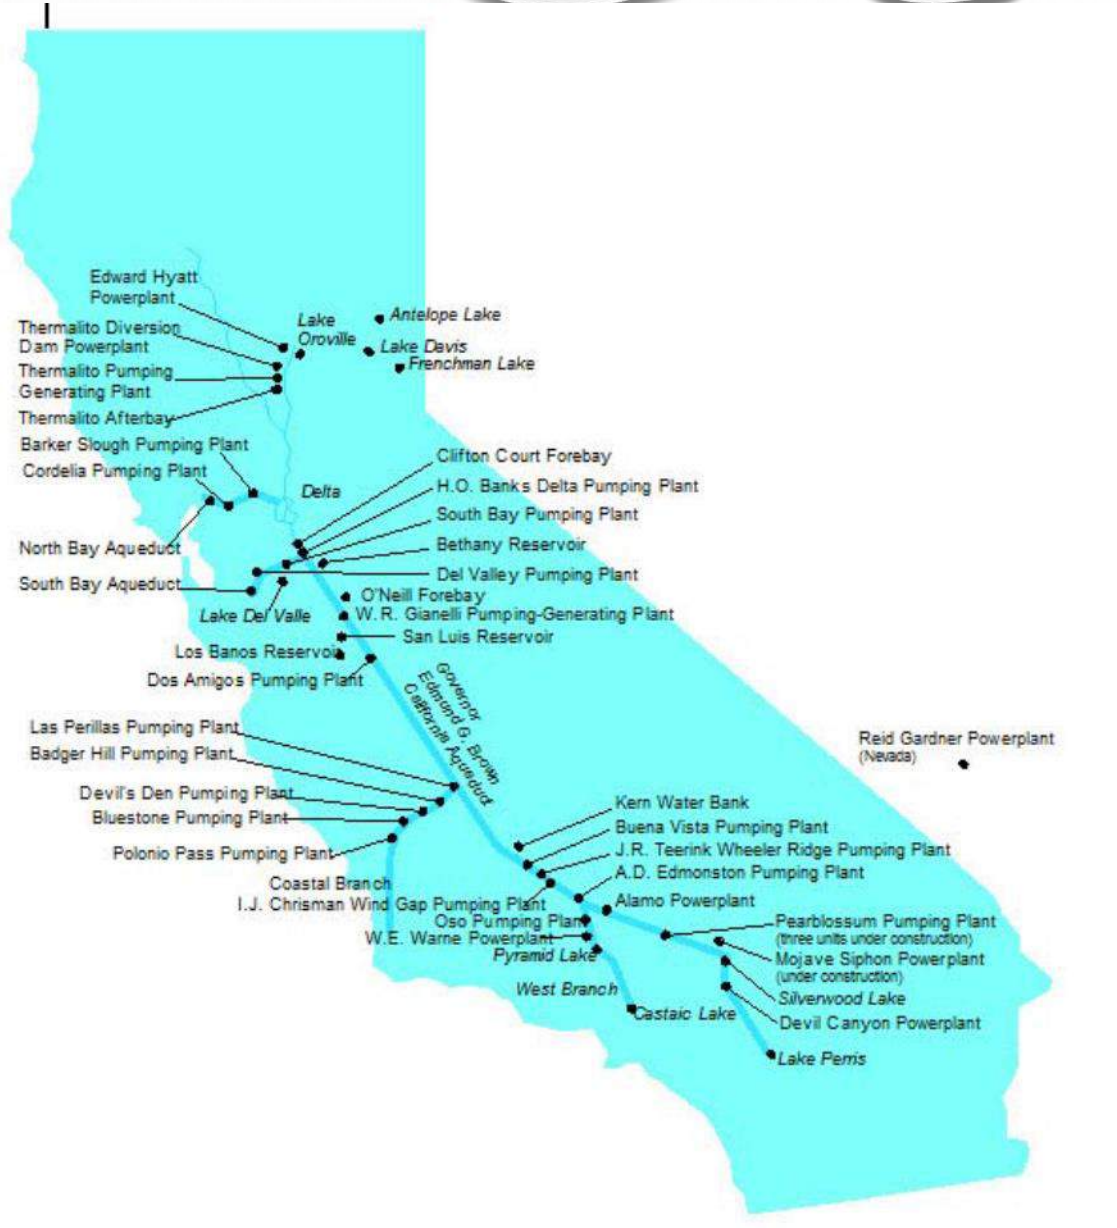 Edward Hyatt
Powerplant
Thermalito Diversion
Dam Powerplant
Thermalito Pumping
Generating Plant
Thermalito Afterbay
Barker Slough Pumping Plant
Cordelia Pumping Plant
Lake
Oroville
Antelope Lake
Lake Davis
Frenchman Lake
Delta
North Bay Aqueduct
South Bay Aqueduct
Lake Del Valle
Clifton Court Forebay
H.O. Banks Delta Pumping Plant
South Bay Pumping Plant
Bethany Reservoir
Del Valley Pumping Plant
O'Neill Forebay
W.R. Gianelli Pumping-Generating Plant
San Luis Reservoir
Los Banos Reservoir
Dos Amigos Pumping Plant
Governor
Edmund G. Brown
California Aqueduct
Las Perillas Pumping Plant
Badger Hill Pumping Plant
Devil's Den Pumping Plant
Bluestone Pumping Plant
Polonio Pass Pumping Plant
Coastal Branch
I.J. Chrisman Wind Gap Pumping Plant
Oso Pumping Plant
W.E. Warne Powerplant
Pyramid Lake
West Branch
Castaic Lake
Reid Gardner Powerplant
(Nevada)
Kern Water Bank
Buena Vista Pumping Plant
J.R. Teerink Wheeler Ridge Pumping Plant
A.D. Edmonston Pumping Plant
Alamo Powerplant
Pearblossum Pumping Plant
(three units under construction)
Mojave Siphon Powerplant
(under construction)
Silverwood Lake
Devil Canyon Powerplant
Lake Perris